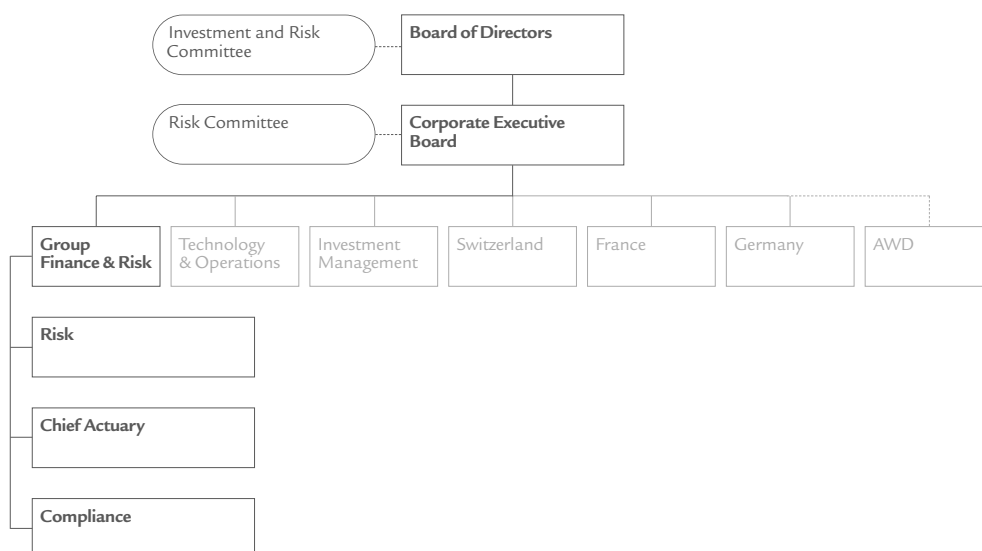 Investment and Risk
Committee
Board of Directors
Risk Committee
Corporate Executive
Board
Group
Finance & Risk
Technology
& Operations
Investment
Management
Switzerland
France
Germany
AWD
Risk
Chief Actuary
Compliance